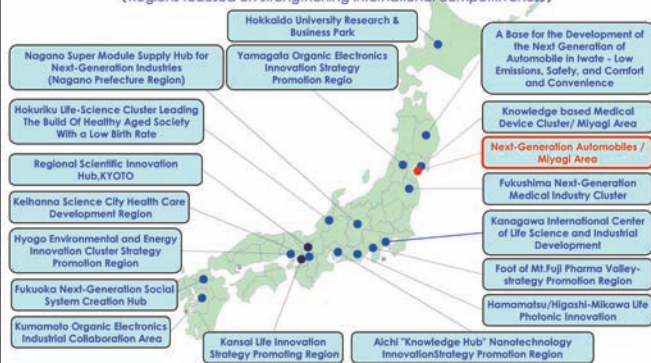 (Regions focused on strengthening international competitiveness)
Hokkaido University Research &
Business Park
Nagano Super Module Supply Hub for
Next-Generation Industries
(Nagano Prefecture Region)
Yamagata Organic Electronics
Innovation Strategy
Promotion Regio
A Base for the Development of
the Next Generation of
Automobile in Iwate - Low
Emissions, Safety, and Comfort
and Convenience
Hokuriku Life-Science Cluster Leading
The Build Of Healthy Aged Society
With a Low Birth Rate
Knowledge based Medical
Device Cluster/ Miyagi Area
Next-Generation Automobiles /
Miyagi Area
Regional Scientific Innovation
Hub,KYOTO
Fukushima Next-Generation
Medical Industry Cluster
Keihanna Science City Health Care
Development Region
Kanagawa International Center
of Life Science and Industrial
Development
Hyogo Environmental and Energy
Innovation Cluster Strategy
Promotion Region
Foot of Mt.Fuji Pharma Valley-
strategy Promotion Region
Fukuoka Next-Generation Social
System Creation Hub
Hamamatsu/Higashi-Mikawa Life
Photonic Innovation
Kumamoto Organic Electronics
Industrial Collaboration Area
Kansai Life Innovation
Strategy Promoting Region
Aichi "Knowledge Hub" Nanotechnology
InnovationStrategy Promotion Region